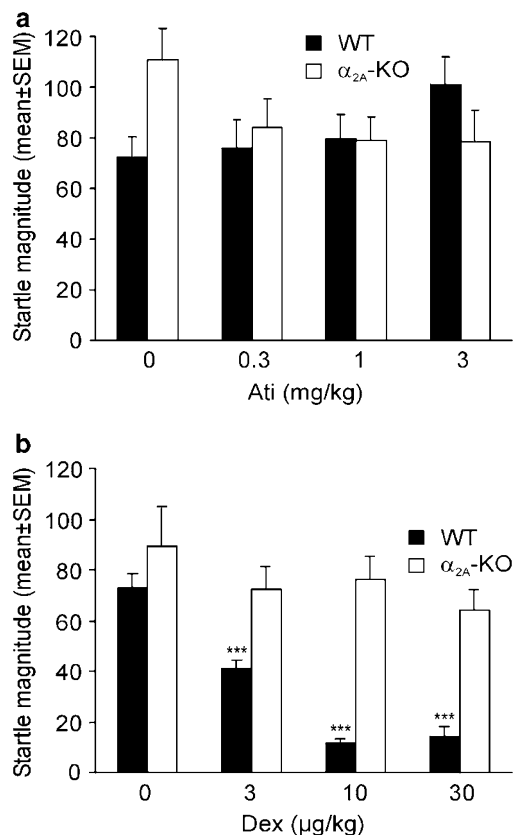 a
Startle magnitude (mean±SEM)
120
100
80
60
40
20
0
WT
α2A-KO
0 0.3 1 3
Ati (mg/kg)
b
Startle magnitude (mean±SEM)
120
100
80
60
40
20
0
WT
α2A-KO
***
***
***
0 3 10 30
Dex (µg/kg)